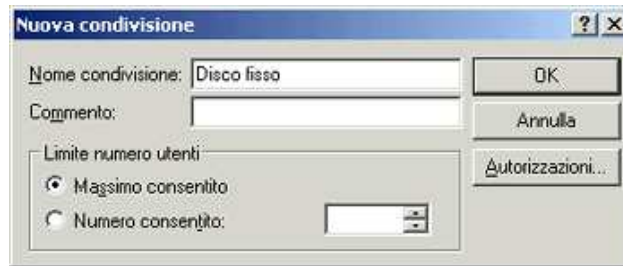 Nuova condivisione
Nome condivisione: Disco fisso
OK
Commento:
Annulla
Limite numero utenti
Autorizzazioni...
Massimo consentito
Numero consentito: